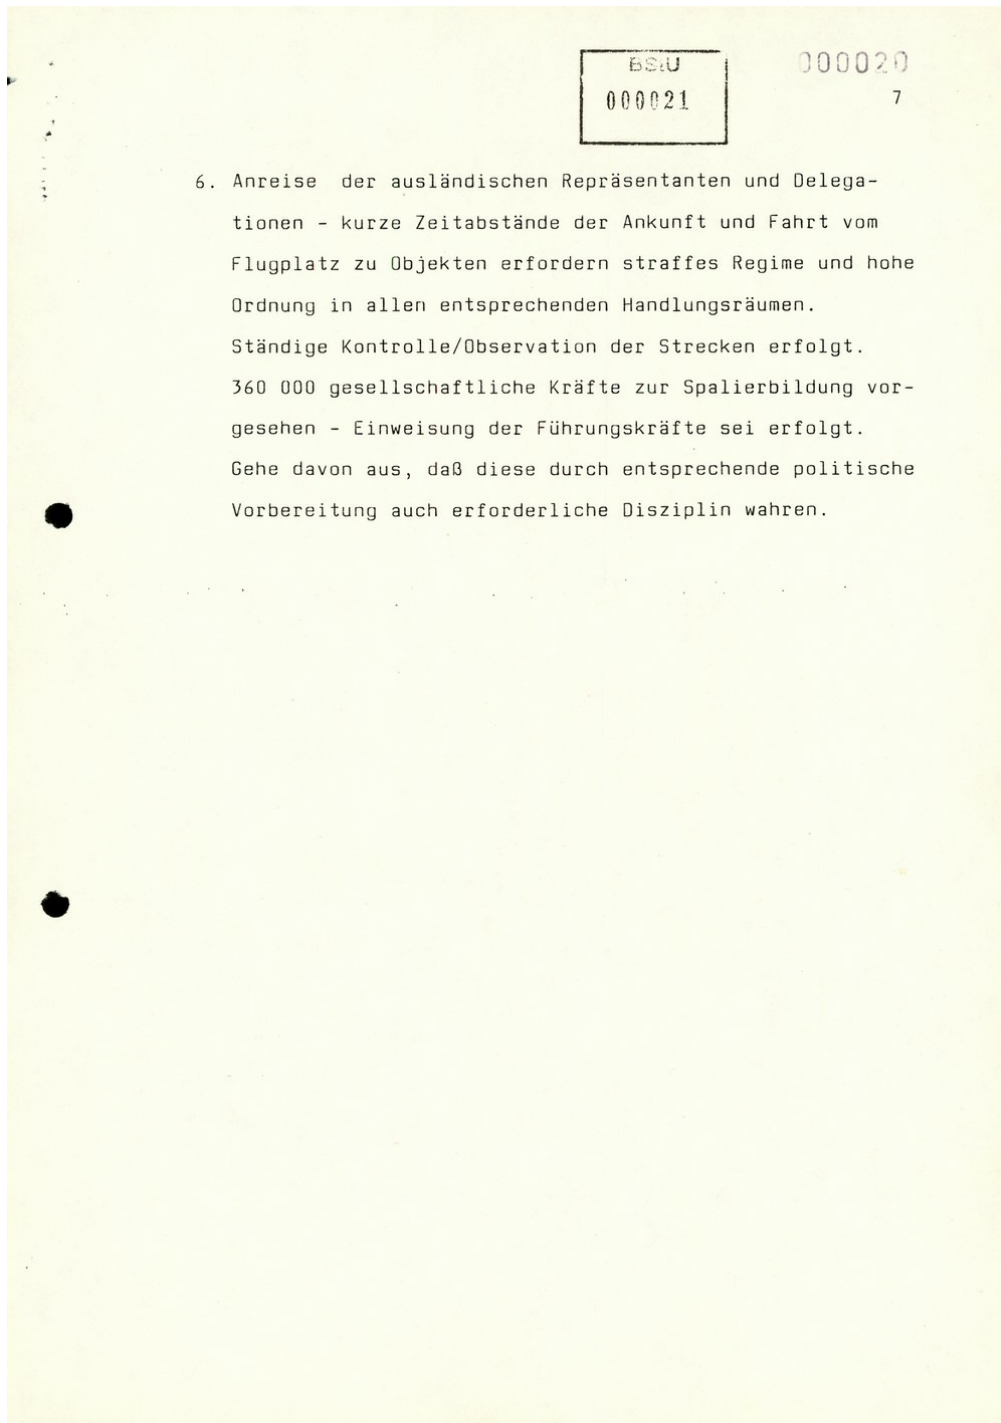 BStU
000021
000020
7
6. Anreise der ausländischen Repräsentanten und Delega-
tionen - kurze Zeitabstände der Ankunft und Fahrt vom
Flugplatz zu Objekten erfordern straffes Regime und hohe
Ordnung in allen entsprechenden Handlungsräumen.
Ständige Kontrolle/Observation der Strecken erfolgt.
360 000 gesellschaftliche Kräfte zur Spalierbildung vor-
gesehen - Einweisung der Führungskräfte sei erfolgt.
Gehe davon aus, daß diese durch entsprechende politische
Vorbereitung auch erforderliche Disziplin wahren.